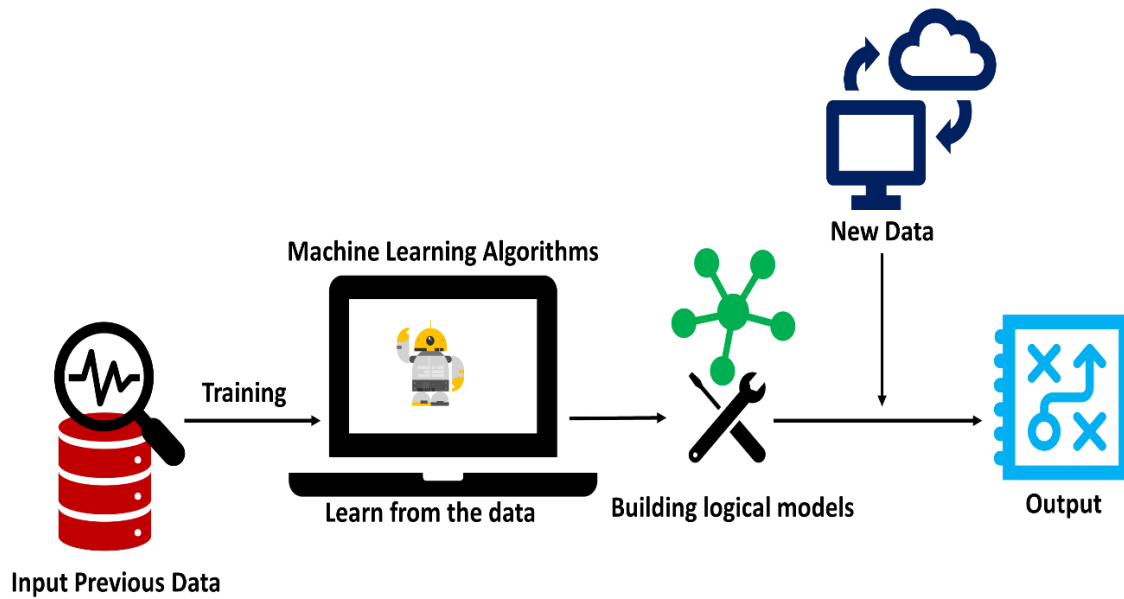 New Data
Machine Learning Algorithms
Training
Learn from the data
Building logical models
Output
Input Previous Data